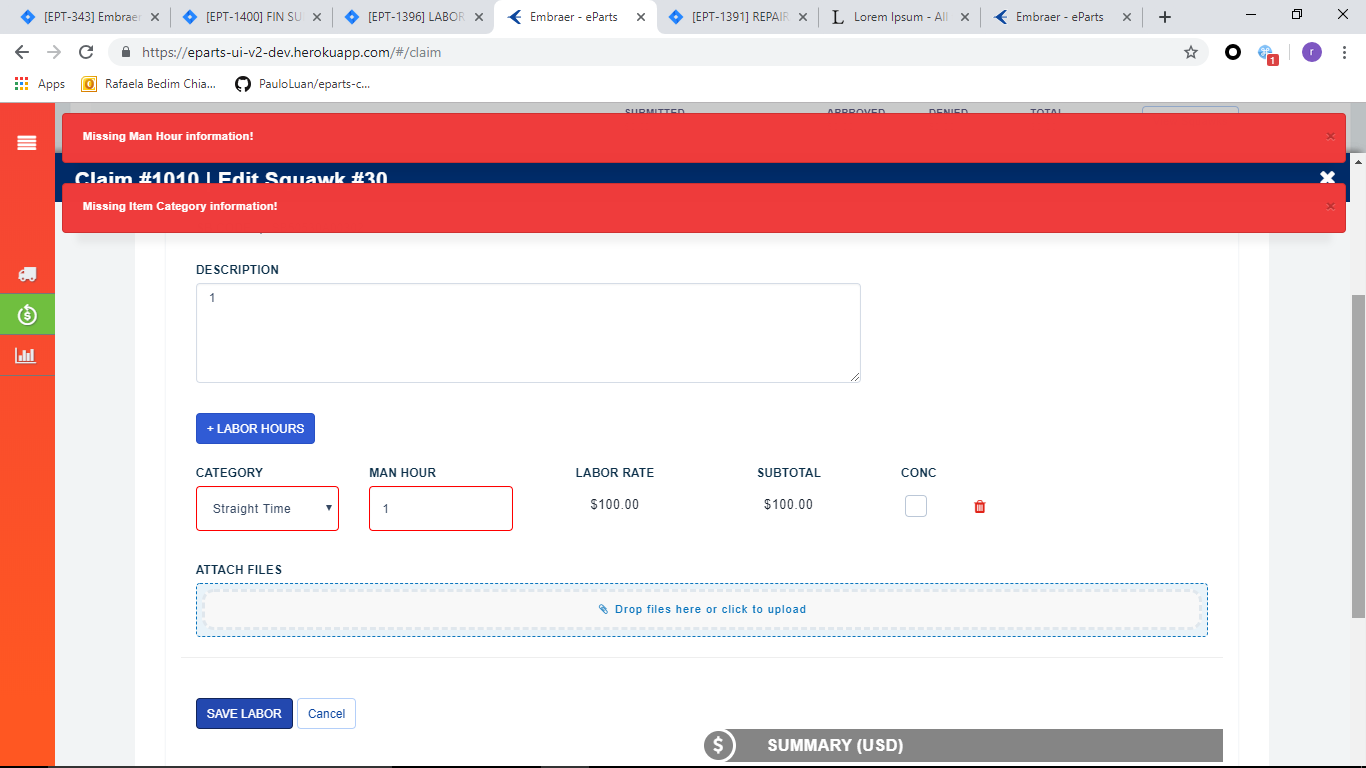 [EPT-343] Embraer
[EPT-1400] FIN SU
[EPT-1396] LABOR
Embraer - eParts
[EPT-1391] REPAIR
Lorem Ipsum - All
Embraer - eParts
https://eparts-ui-v2-dev.herokuapp.com/#/claim
1
r
Apps
Rafaela Bedim Chia...
PauloLuan/eparts-c...
SUBMITTED APPROVED DENIED TOTAL
Missing Man Hour information!
Claim #1010 | Edit Squawk #30
Missing Item Category information!
DESCRIPTION
1
+ LABOR HOURS
CATEGORY MAN HOUR LABOR RATE SUBTOTAL CONC
Straight Time 1 $100.00 $100.00
ATTACH FILES
Drop files here or click to upload
SAVE LABOR Cancel
$ SUMMARY (USD)